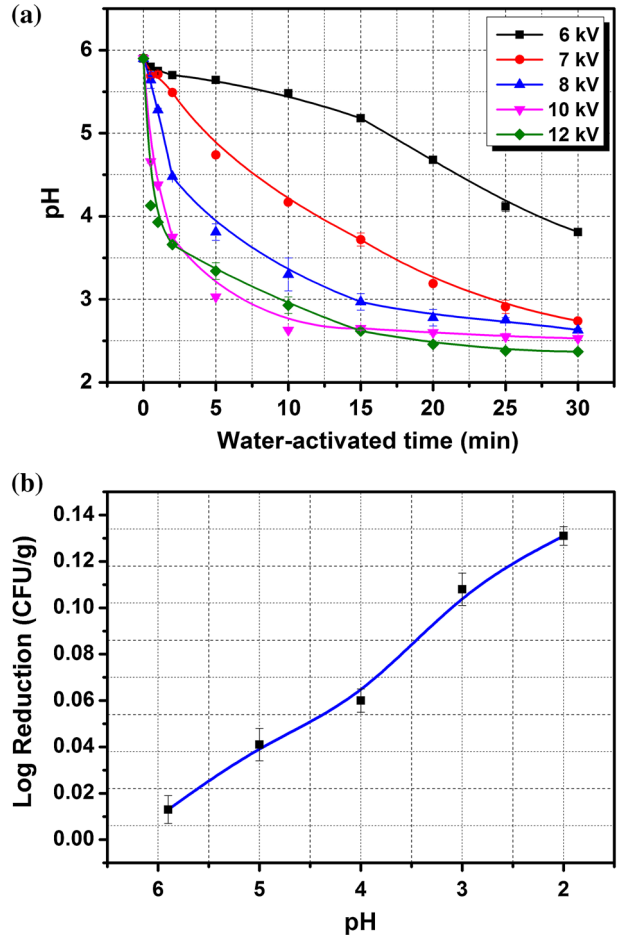 (a)
6 kV
7 kV
8 kV
10 kV
12 kV
6
5
4
3
2
pH
0 5 10 15 20 25 30
Water-activated time (min)
(b)
0.14
0.12
0.10
0.08
0.06
0.04
0.02
0.00
Log Reduction (CFU/g)
6 5 4 3 2
pH